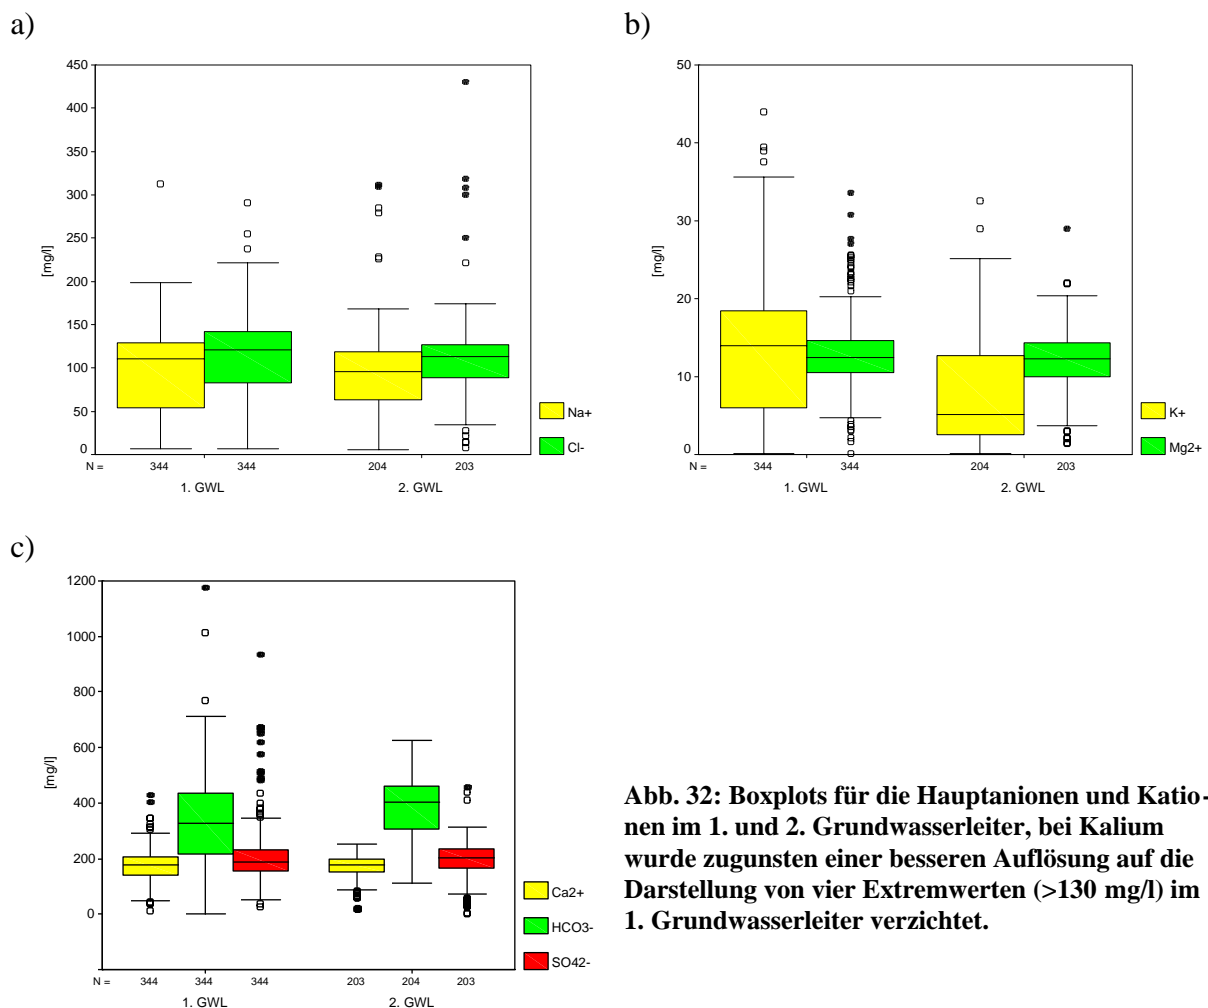 a)
450
400
350
300
250
200
150
100
50
0
[mg/l]
N =
344
344
204
203
1. GWL
2. GWL
Na+
Cl-
b)
50
40
30
20
10
0
[mg/l]
N =
344
344
204
203
1. GWL
2. GWL
K+
Mg2+
c)
1200
1000
800
600
400
200
0
[mg/l]
N =
344
344
344
203
204
203
1. GWL
2. GWL
Ca2+
HCO3-
SO42-
Abb. 32: Boxplots für die Hauptanionen und Katio-
nen im 1. und 2. Grundwasserleiter, bei Kalium
wurde zugunsten einer besseren Auflösung auf die
Darstellung von vier Extremwerten (>130 mg/l) im
1. Grundwasserleiter verzichtet.